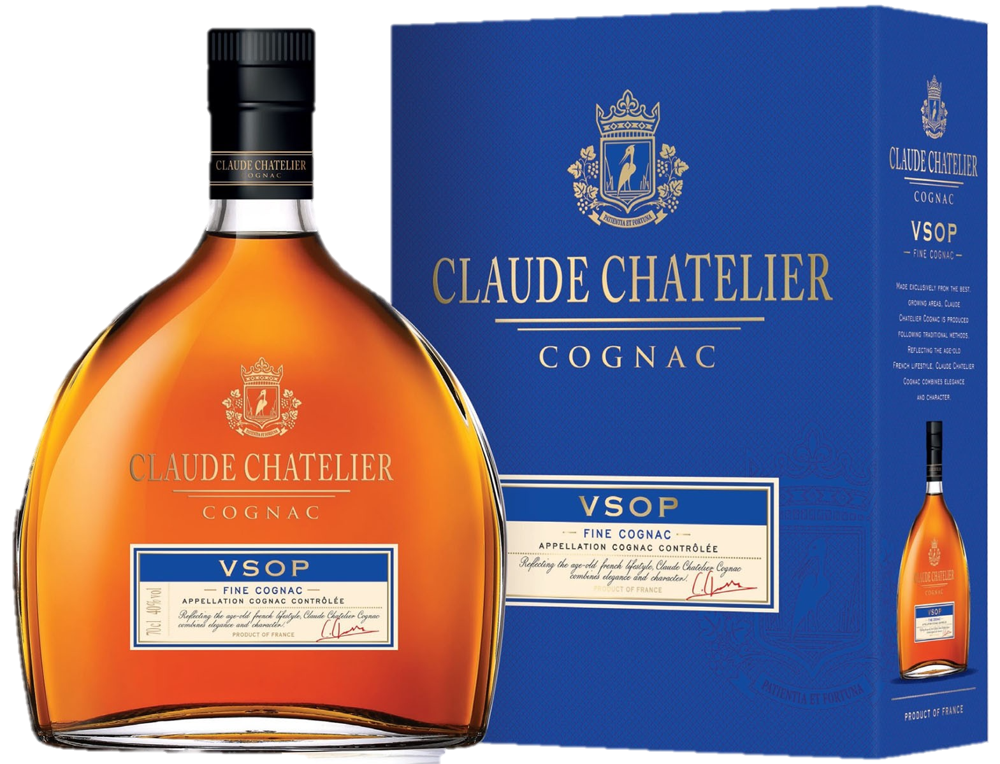 CLAUDE CHATELIER
COGNAC
CLAUDE CHATELIER
COGNAC
VSOP
FINE COGNAC
APPELLATION COGNAC CONTRÔLÉE
Reflecting the age-old french lifestyle, Claude Chatelier Cognac
combines elegance and character.
PRODUCT OF FRANCE
70cl 40% vol
PATIENTIA ET FORTUNA
PATIENTIA ET FORTUNA
CLAUDE CHATELIER
COGNAC
VSOP
FINE COGNAC
APPELLATION COGNAC CONTRÔLÉE
Reflecting the age-old french lifestyle, Claude Chatelier Cognac
combines elegance and character.
PRODUCT OF FRANCE
PATIENTIA ET FORTUNA
CLAUDE CHATELIER
COGNAC
VSOP
FINE COGNAC
MADE EXCLUSIVELY FROM THE BEST
GROWING AREAS, CLAUDE
CHATELIER COGNAC IS PRODUCED
FOLLOWING TRADITIONAL METHODS.
REFLECTING THE AGE-OLD
FRENCH LIFESTYLE, CLAUDE CHATELIER
COGNAC COMBINES ELEGANCE
AND CHARACTER.
CLAUDE CHATELIER
COGNAC
VSOP
FINE COGNAC
PRODUCT OF FRANCE